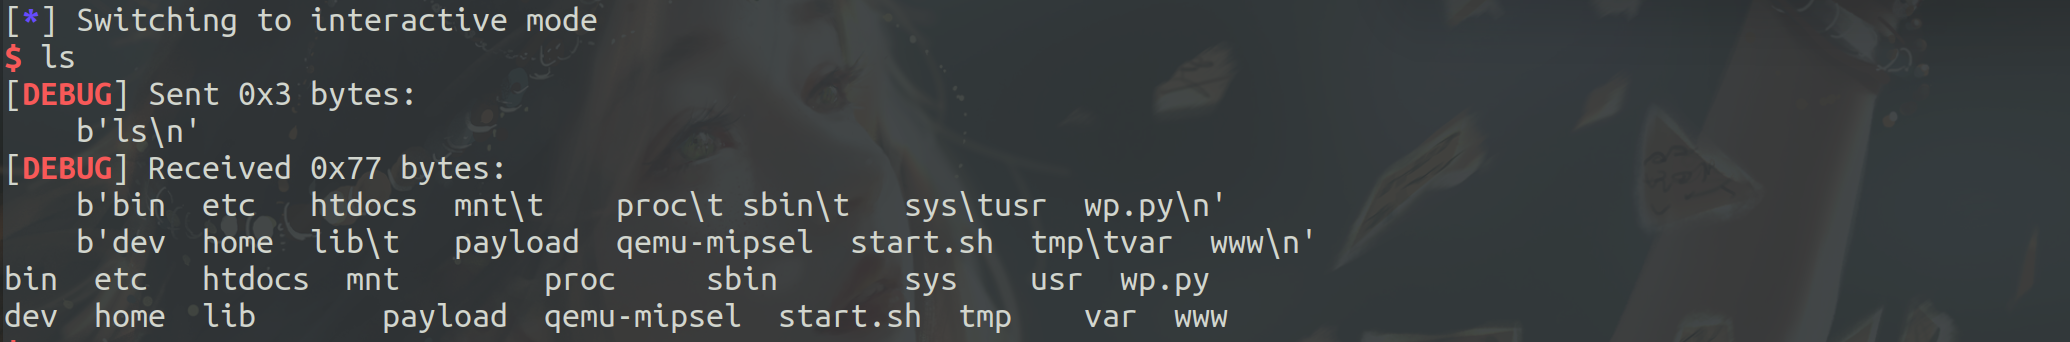 [*] Switching to interactive mode
$ ls
[DEBUG] Sent 0x3 bytes:
    b'ls\n'
[DEBUG] Received 0x77 bytes:
    b'bin  etc   htdocs  mnt\t    proc\t sbin\t   sys\tusr  wp.py\n'
    b'dev  home  lib\t   payload  qemu-mipsel  start.sh  tmp\tvar  www\n'
bin  etc   htdocs  mnt        proc     sbin       sys    usr  wp.py
dev  home  lib       payload  qemu-mipsel  start.sh  tmp    var  www